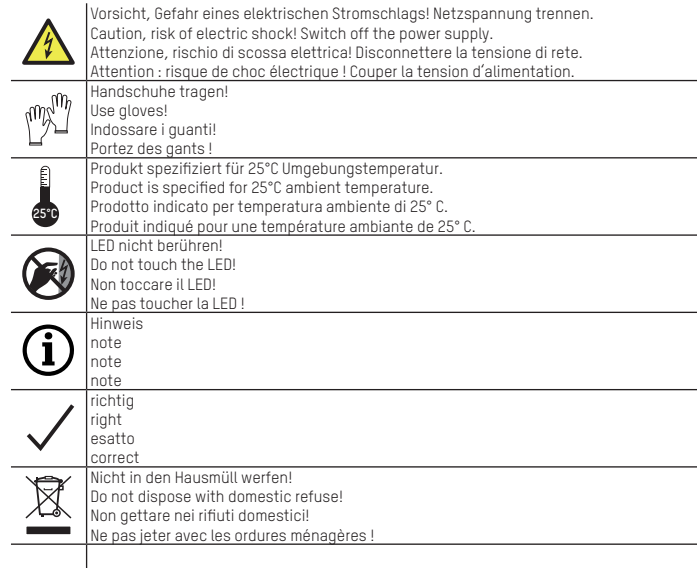 Vorsicht, Gefahr eines elektrischen Stromschlags! Netzspannung trennen.
Caution, risk of electric shock! Switch off the power supply.
Attenzione, rischio di scossa elettrica! Disconnettere la tensione di rete.
Attention : risque de choc électrique ! Couper la tension d'alimentation.
Handschuhe tragen!
Use gloves!
Indossare i guanti!
Portez des gants !
25°C
Produkt spezifiziert für 25°C Umgebungstemperatur.
Product is specified for 25°C ambient temperature.
Prodotto indicato per temperatura ambiente di 25° C.
Produit indiqué pour une température ambiante de 25° C.
LED nicht berühren!
Do not touch the LED!
Non toccare il LED!
Ne pas toucher la LED !
i
Hinweis
note
note
note
richtig
right
esatto
correct
Nicht in den Hausmüll werfen!
Do not dispose with domestic refuse!
Non gettare nei rifiuti domestici!
Ne pas jeter avec les ordures ménagères !